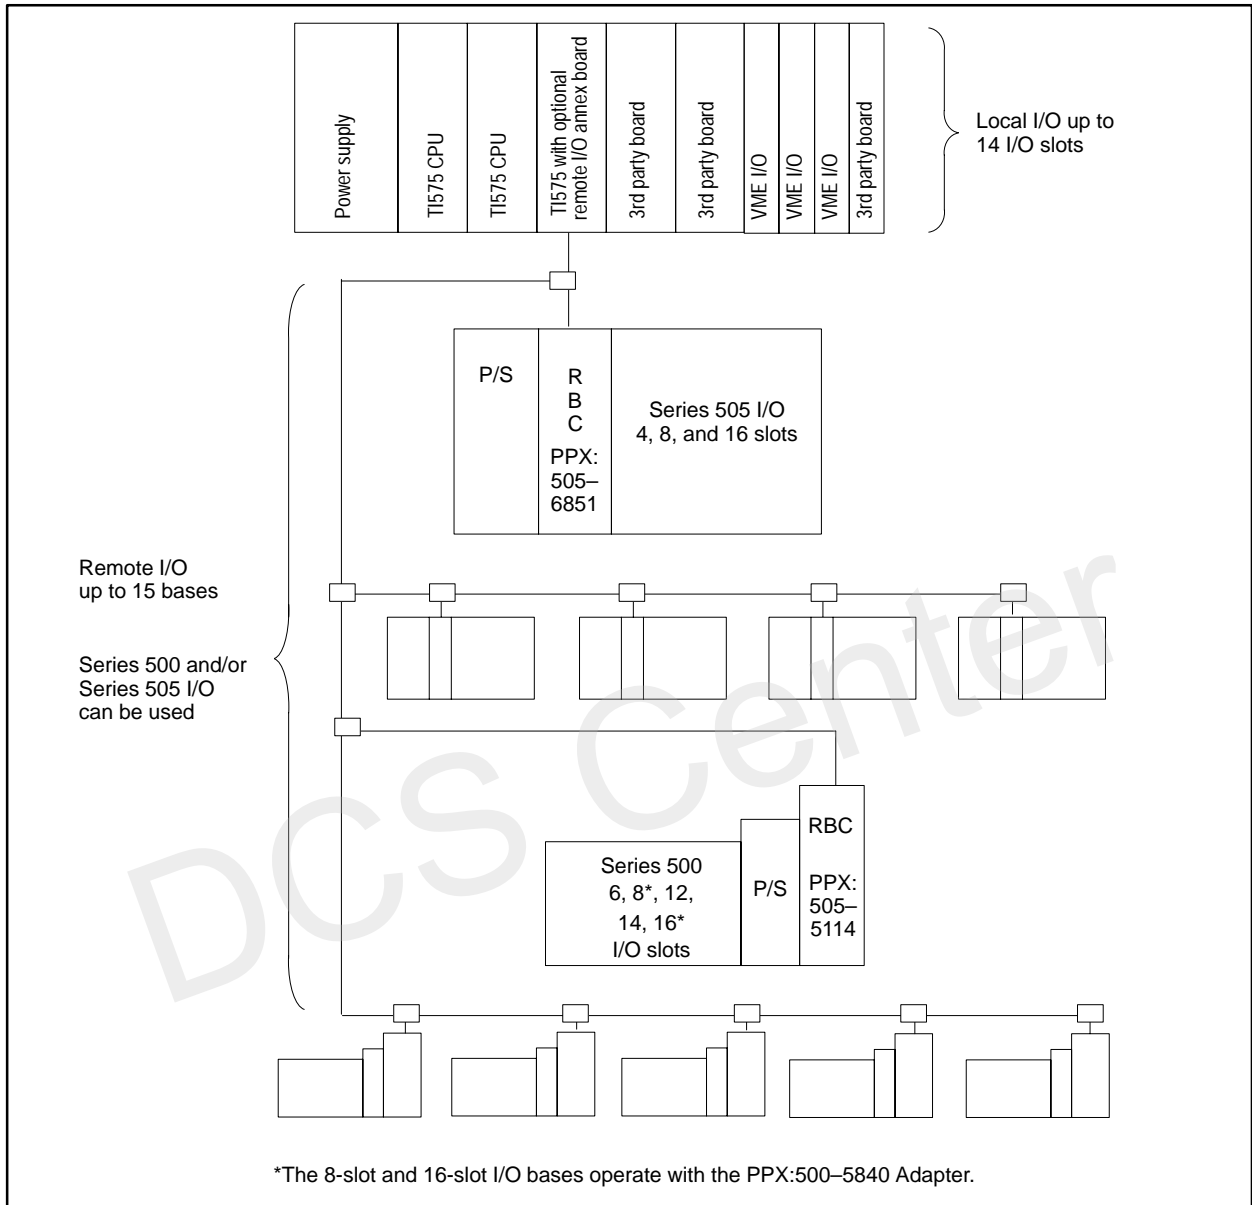 Power supply
TI575 CPU
TI575 CPU
TI575 with optional
remote I/O annex board
3rd party board
3rd party board
VME I/O
VME I/O
VME I/O
3rd party board
Local I/O up to
14 I/O slots
P/S
R
B
C
PPX:
505–
6851
Series 505 I/O
4, 8, and 16 slots
Remote I/O
up to 15 bases
Series 500 and/or
Series 505 I/O
can be used
Series 500
6, 8*, 12,
14, 16*
I/O slots
P/S
RBC
PPX:
505–
5114
*The 8-slot and 16-slot I/O bases operate with the PPX:500–5840 Adapter.
DCS Center